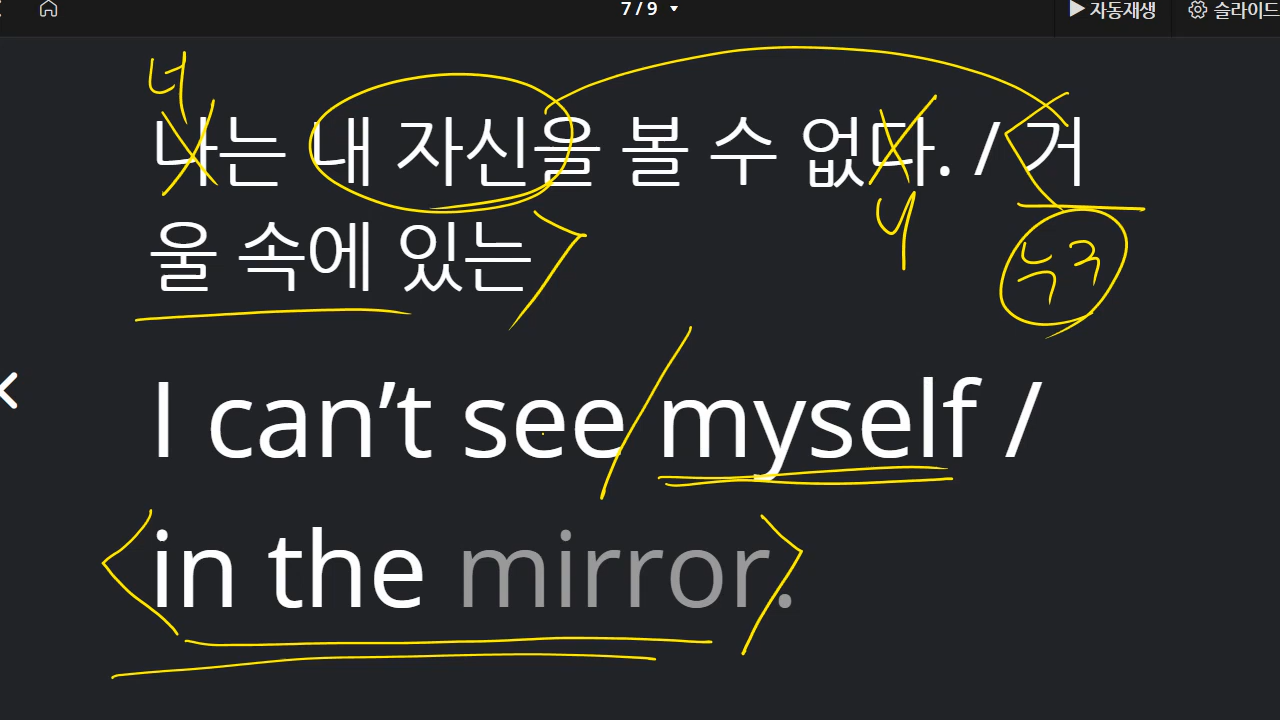 7 / 9
자동재생
슬라이드
너
나는 내 자신을 볼 수 없다. / 거
니
울 속에 있는
누구
I can't see myself /
in the mirror.